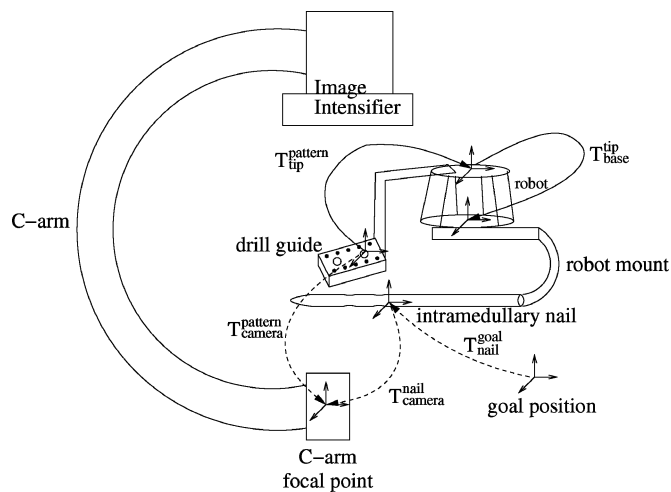 Image
Intensifier
T_tip^pattern
T_base^tip
robot
C−arm
drill guide
robot mount
T_camera^pattern
intramedullary nail
T_nail^goal
T_camera^nail
goal position
C−arm
focal point